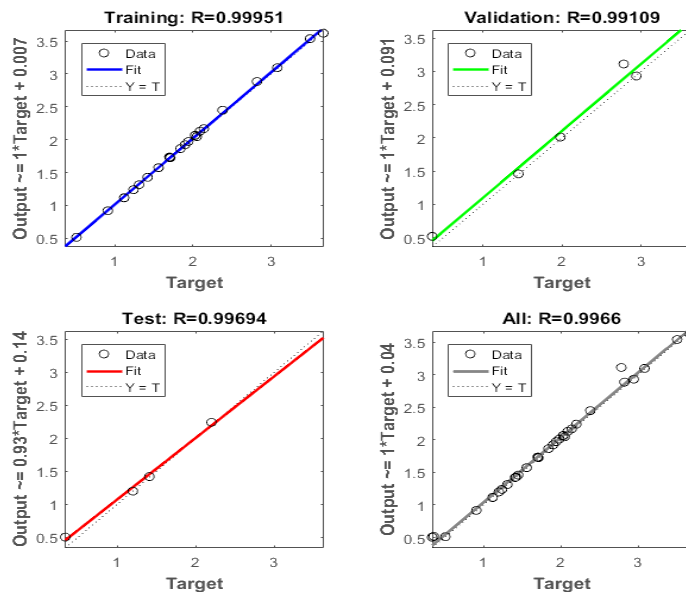 Training: R=0.99951
Output ~= 1*Target + 0.007
3.5
3
2.5
2
1.5
1
0.5
Data
Fit
Y = T
1
2
3
Target
Validation: R=0.99109
Output ~= 1*Target + 0.091
3.5
3
2.5
2
1.5
1
0.5
Data
Fit
Y = T
1
2
3
Target
Test: R=0.99694
Output ~= 0.93*Target + 0.14
3.5
3
2.5
2
1.5
1
0.5
Data
Fit
Y = T
1
2
3
Target
All: R=0.9966
Output ~= 1*Target + 0.04
3.5
3
2.5
2
1.5
1
0.5
Data
Fit
Y = T
1
2
3
Target